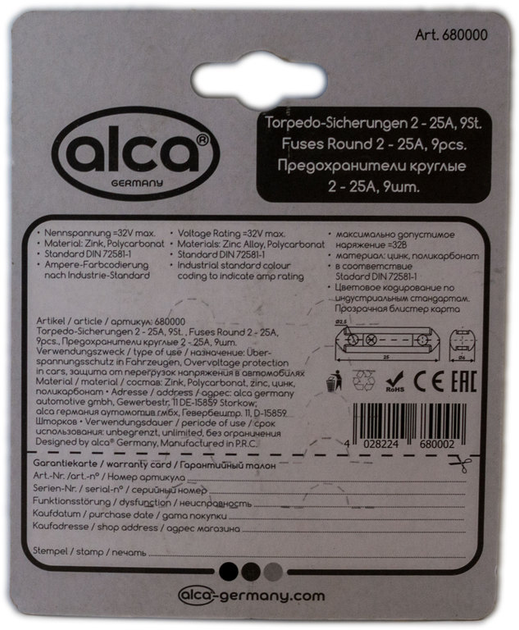 Art. 680000
alca®
GERMANY
Torpedo-Sicherungen 2 - 25A, 9St.
Fuses Round 2 - 25A, 9pcs.
Предохранители круглые
2 - 25A, 9шт.
• Nennspannung =32V max.
• Material: Zink, Polycarbonat
• Standard DIN 72581-1
• Ampere-Farbcodierung
nach Industrie-Standard
• Voltage Rating =32V max.
• Materials: Zinc Alloy, Polycarbonat
• Standard DIN 72581-1
• industrial standard colour
coding to indicate amp rating
• максимально допустимое
наряжение =32В
• материал: цинк, поликарбонат
• в соответствие
Stadard DIN 72581-1
• Цветовое кодирование по
индустриальным стандартам.
Прозрачная блистер карта
Artikel / article / артикул: 680000
Torpedo-Sicherungen 2 - 25A, 9St. , Fuses Round 2 - 25A,
9pcs., Предохранители круглые 2 - 25A, 9шт.
Verwendungszweck / type of use / назначение: Über-
spannungsschutz in Fahrzeugen, Overvoltage protection
in cars, защита от перегрузок напряжения в автомобилях
Material / material / состав: Zink, Polycarbonat, zinc, цинк,
поликарбонат • Adresse / address / адрес: alca germany
automotive gmbh, Gewerbestr. 11 DE-15859 Storkow;
алка германия аутомотив гмбх, Гевербештр. 11, D-15859
Шторков • Verwendungsdauer / periode of use / срок
использования: unbegrenzt, unlimited, без ограничения
Designed by alca® Germany, Manufactured in P.R.C.
25
RoHS
CE EAC
4 028224 680002
Garantiekarte / warranty card / Гарантийный талон
Art.-Nr./art.-n° / Номер артикула
Serien-Nr. / serial-n° / серийный номер
Funktionsstörung / dysfunction / неисправность
Kaufdatum / purchase date / дата покупки
Kaufadresse / shop address / адрес магазина
Stempel / stamp / печать
alca-germany.com